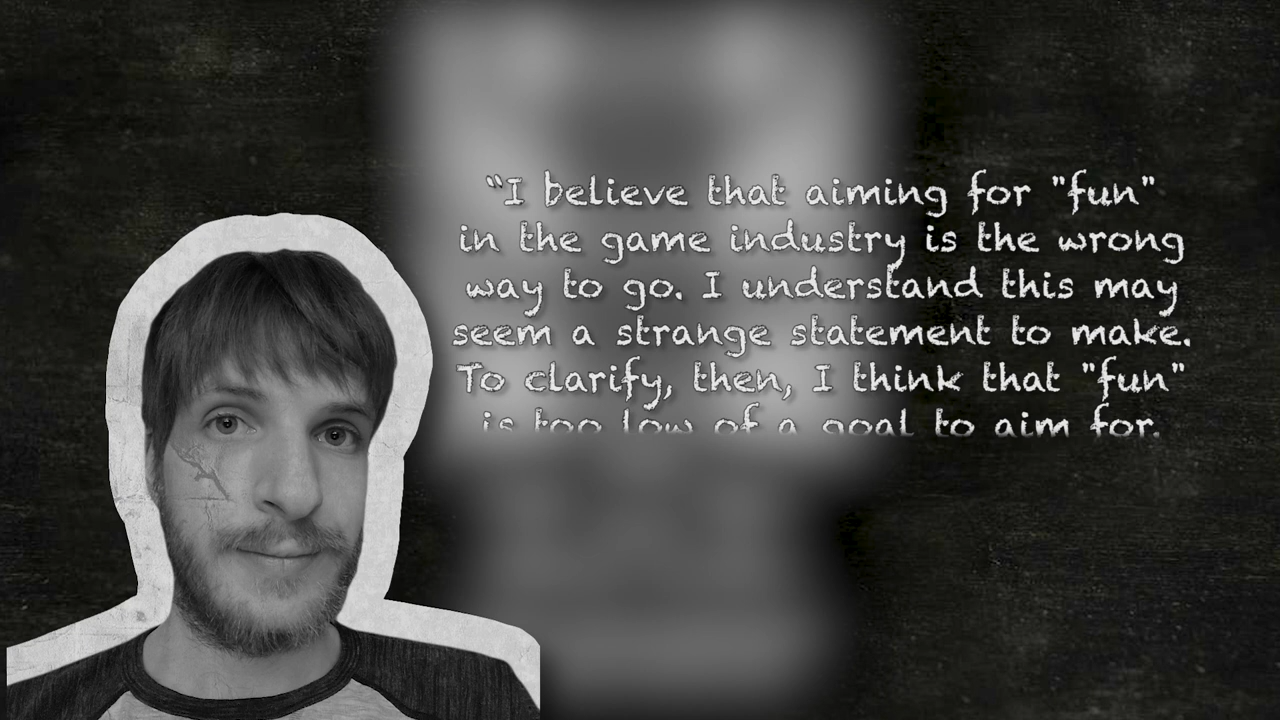 “I believe that aiming for "fun"
in the game industry is the wrong
way to go. I understand this may
seem a strange statement to make.
To clarify, then, I think that "fun"
is too low of a goal to aim for.